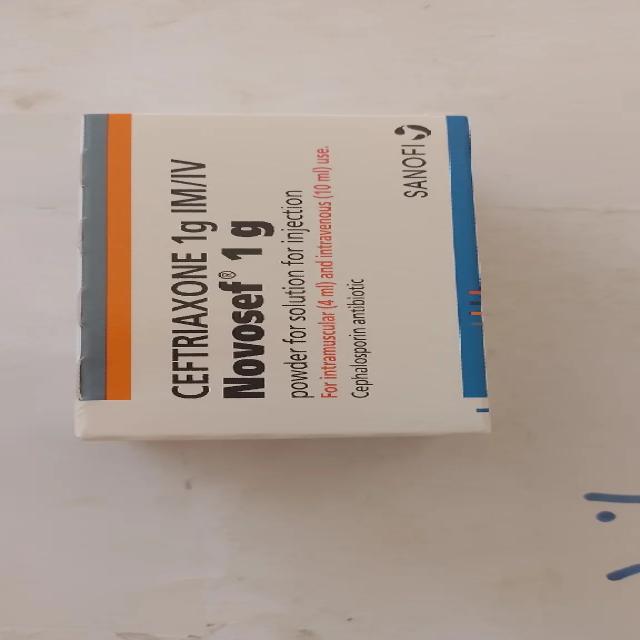 CEFTRIAXONE 1g IM/IV
Novosef® 1 g
powder for solution for injection
For intramuscular (4 ml) and intravenous (10 ml) use.
Cephalosporin antibiotic
SANOFI